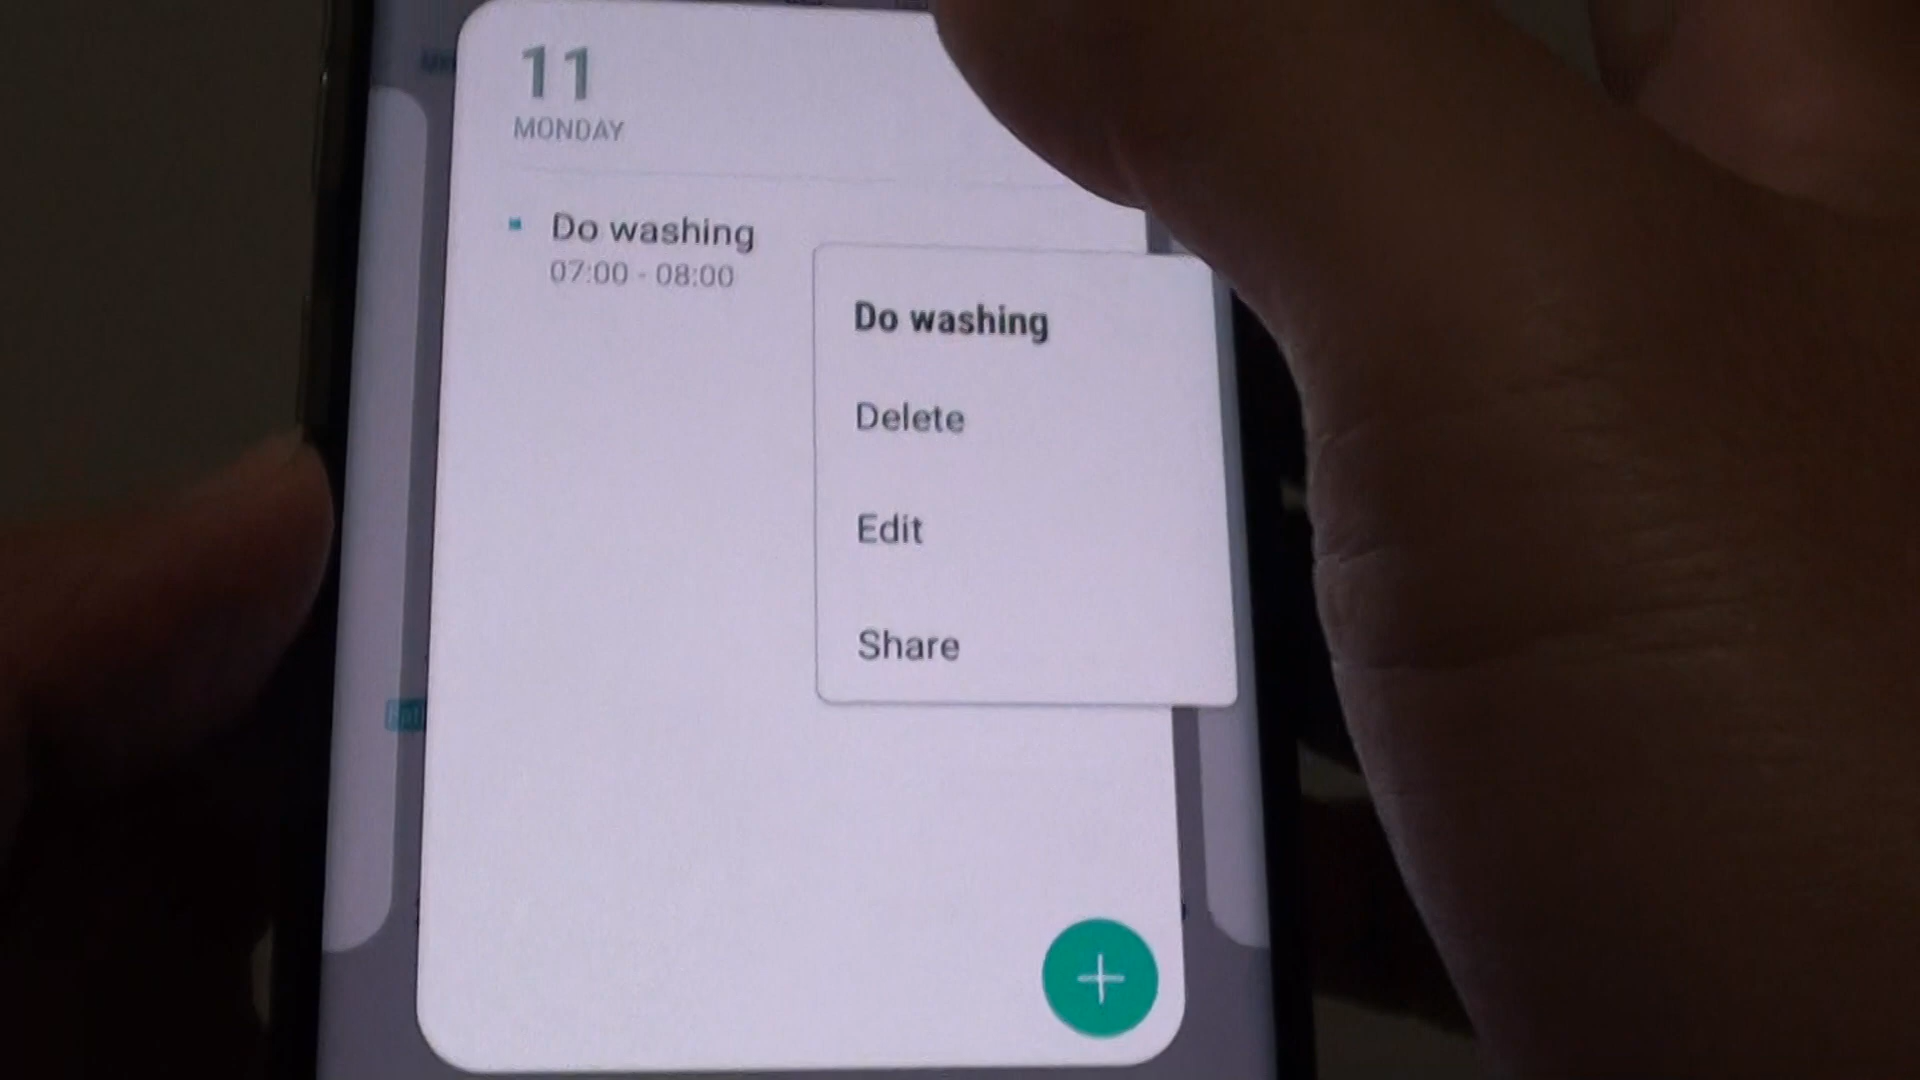 11
MONDAY
Do washing
07:00 - 08:00
Do washing
Delete
Edit
Share